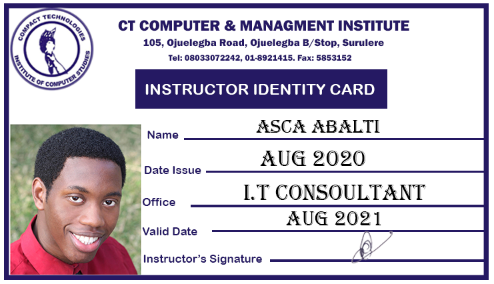 COMPACT TECHNOLOGIES
INSTITUTE OF COMPUTER STUDIES
CT COMPUTER & MANAGMENT INSTITUTE
105, Ojuelegba Road, Ojuelegba B/Stop, Surulere
Tel: 08033072242, 01-8921415. Fax: 5853152
INSTRUCTOR IDENTITY CARD
Name ASCA ABALTI
Date Issue AUG 2020
Office I.T CONSOULTANT
Valid Date AUG 2021
Instructor's Signature